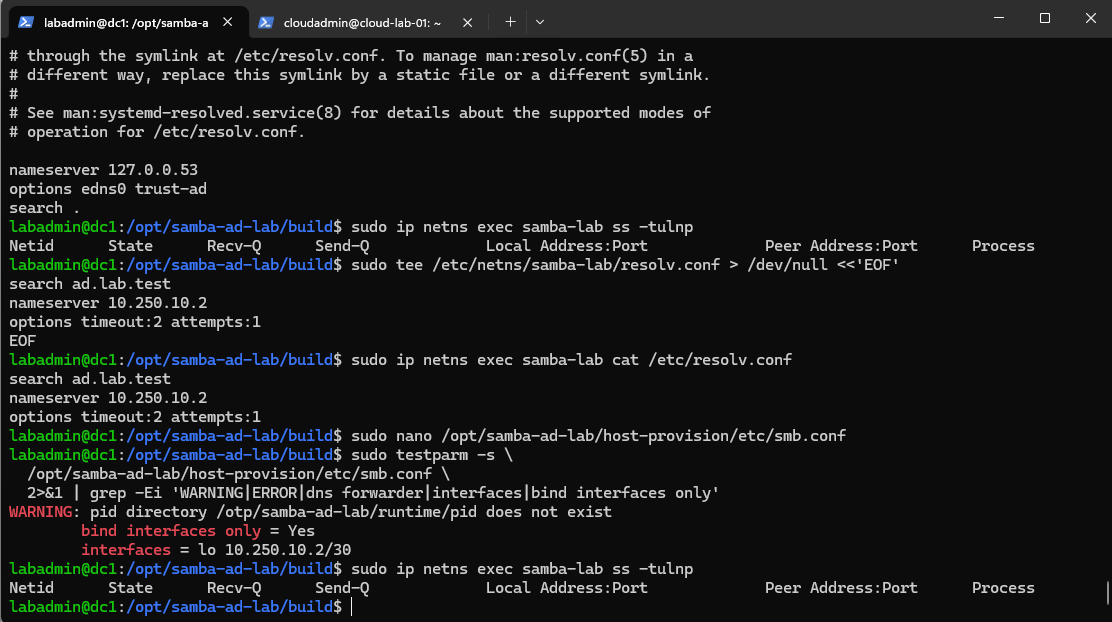 labadmin@dc1: /opt/samba-a
cloudadmin@cloud-lab-01: ~
# through the symlink at /etc/resolv.conf. To manage man:resolv.conf(5) in a
# different way, replace this symlink by a static file or a different symlink.
#
# See man:systemd-resolved.service(8) for details about the supported modes of
# operation for /etc/resolv.conf.
nameserver 127.0.0.53
options edns0 trust-ad
search .
labadmin@dc1:/opt/samba-ad-lab/build$ sudo ip netns exec samba-lab ss -tulnp
Netid State Recv-Q Send-Q Local Address:Port Peer Address:Port Process
labadmin@dc1:/opt/samba-ad-lab/build$ sudo tee /etc/netns/samba-lab/resolv.conf > /dev/null <<'EOF'
search ad.lab.test
nameserver 10.250.10.2
options timeout:2 attempts:1
EOF
labadmin@dc1:/opt/samba-ad-lab/build$ sudo ip netns exec samba-lab cat /etc/resolv.conf
search ad.lab.test
nameserver 10.250.10.2
options timeout:2 attempts:1
labadmin@dc1:/opt/samba-ad-lab/build$ sudo nano /opt/samba-ad-lab/host-provision/etc/smb.conf
labadmin@dc1:/opt/samba-ad-lab/build$ sudo testparm -s \
/opt/samba-ad-lab/host-provision/etc/smb.conf \
2>&1 | grep -Ei 'WARNING|ERROR|dns forwarder|interfaces|bind interfaces only'
WARNING: pid directory /otp/samba-ad-lab/runtime/pid does not exist
bind interfaces only = Yes
interfaces = lo 10.250.10.2/30
labadmin@dc1:/opt/samba-ad-lab/build$ sudo ip netns exec samba-lab ss -tulnp
Netid State Recv-Q Send-Q Local Address:Port Peer Address:Port Process
labadmin@dc1:/opt/samba-ad-lab/build$